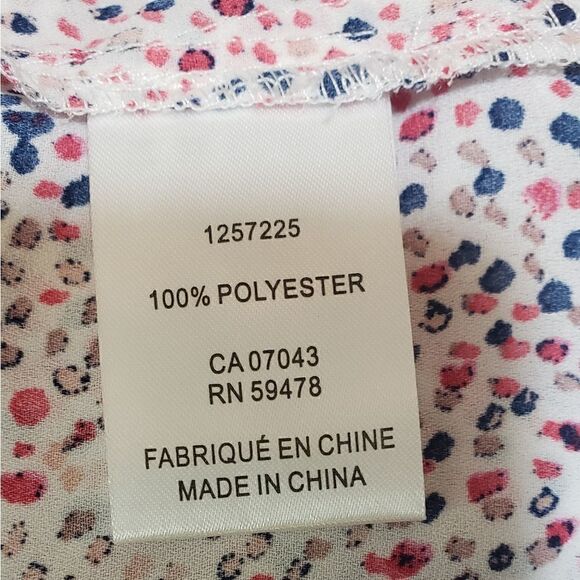 1257225
100% POLYESTER
CA 07043
RN 59478
FABRIQUÉ EN CHINE
MADE IN CHINA